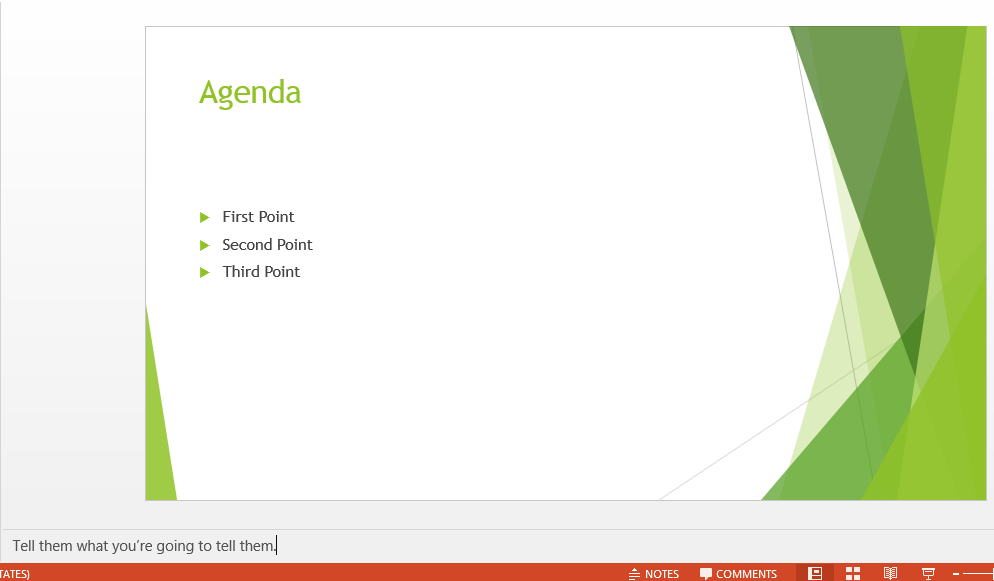 Agenda
First Point
Second Point
Third Point
Tell them what you're going to tell them.
TATES) NOTES COMMENTS